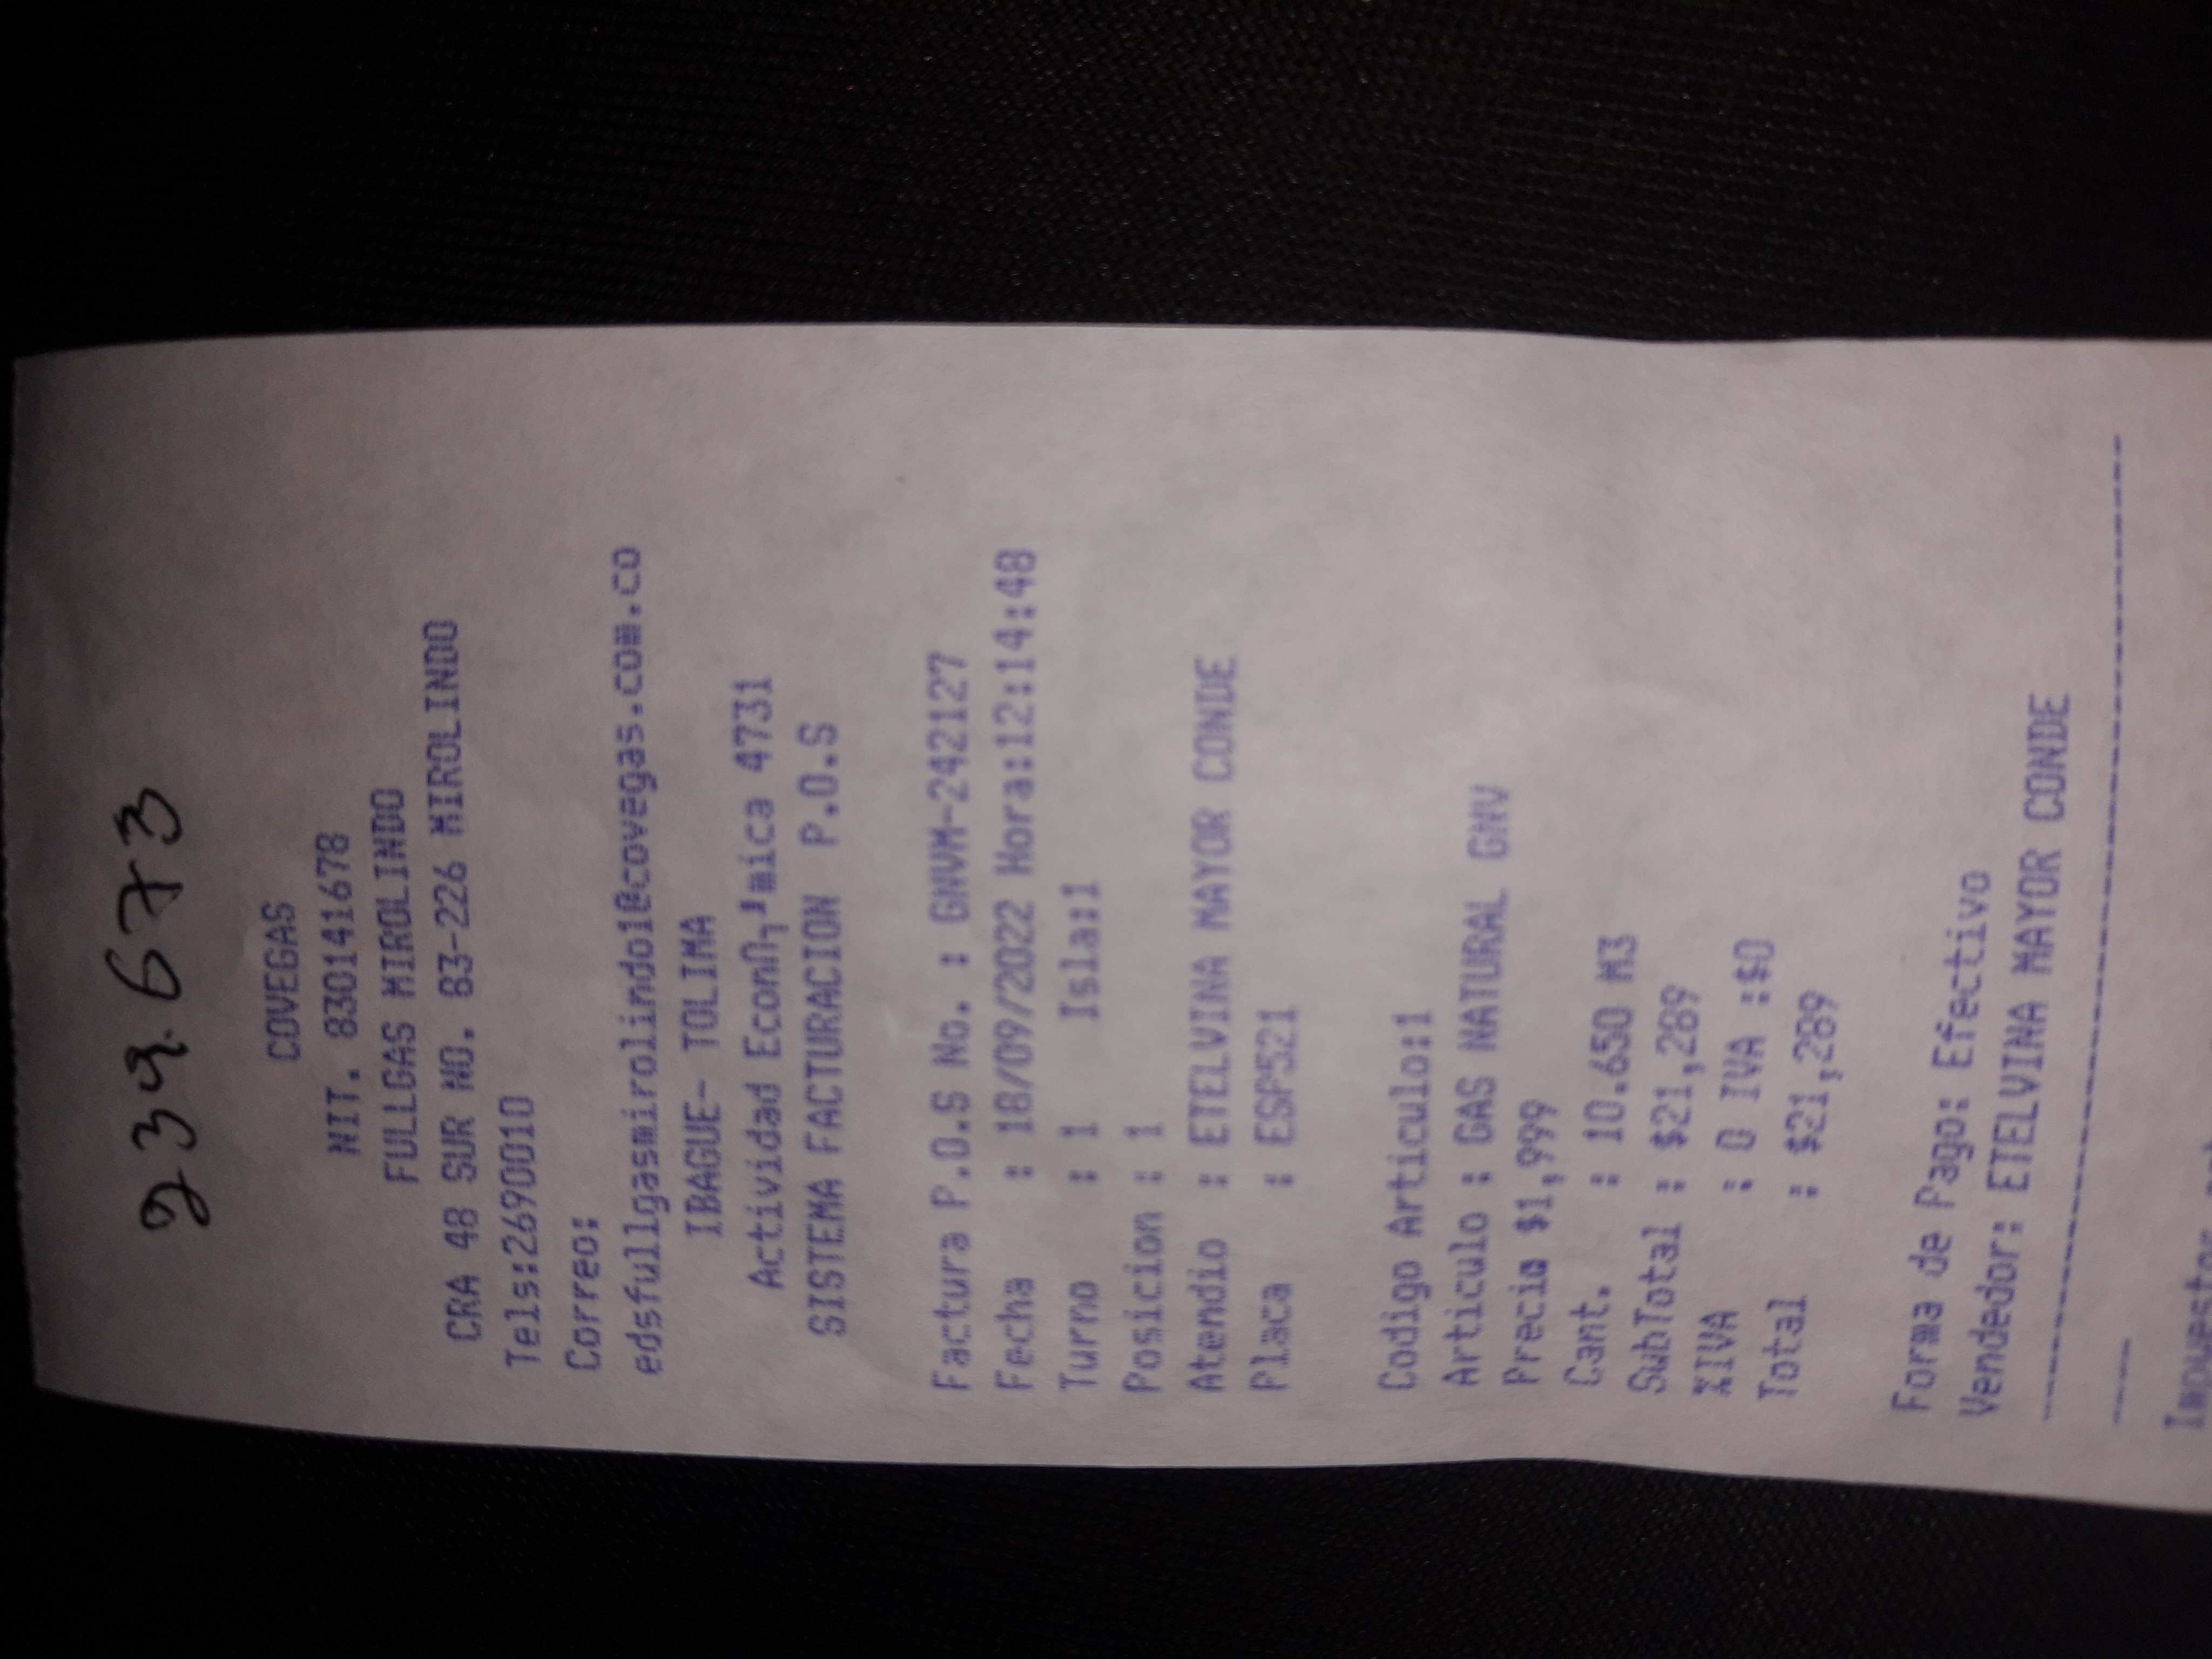 239.673
COVEGAS
NIT. 830141678
FULLGAS MIROLINDO
CRA 48 SUR NO. 83-226 MIROLINDO
Tels:2690010
Correo:
edsfullgasmirolindo1@covegas.com.co
IBAGUE- TOLIMA
Actividad 4731
SISTEMA FACTURACION P.O.S
Factura P.O.S No. : GNVM-242127
Fecha : 18/09/2022 Hora:12:14:48
Turno : 1 Isla:1
Posicion : 1
Atendio : ETELVINA MAYOR CONDE
Placa : ESP521
Codigo Articulo:1
Articulo : GAS NATURAL GNV
Precio $1,999
Cant. : 10.650 M3
SubTotal : $21,289
%IVA : 0 IVA :$0
Total : $21,289
Forma de Pago: Efectivo
Vendedor: ETELVINA MAYOR CONDE